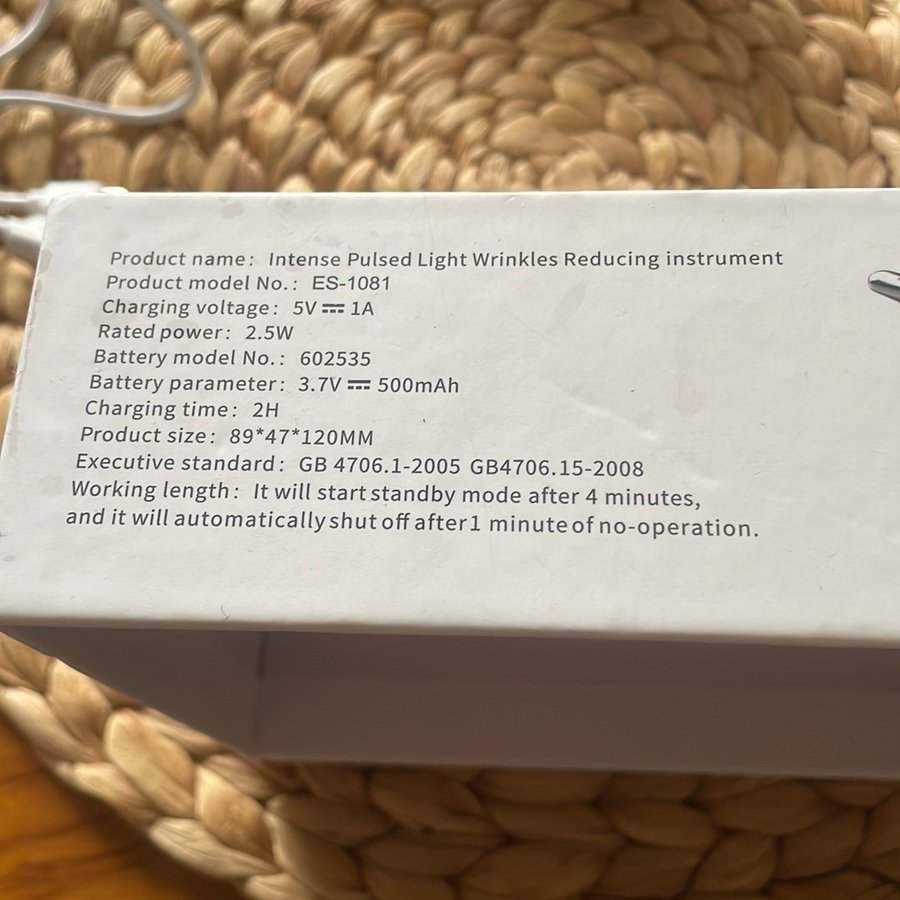 Product name: Intense Pulsed Light Wrinkles Reducing instrument
Product model No.: ES-1081
Charging voltage: 5V⎓1A
Rated power: 2.5W
Battery model No.: 602535
Battery parameter: 3.7V⎓500mAh
Charging time: 2H
Product size: 89*47*120MM
Executive standard: GB 4706.1-2005 GB4706.15-2008
Working length: It will start standby mode after 4 minutes,
and it will automatically shut off after 1 minute of no-operation.